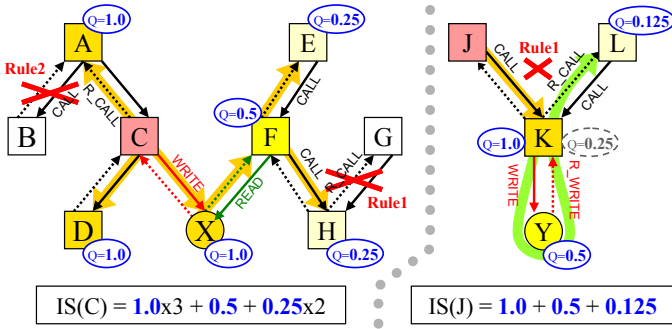 Q=1.0
Q=0.25
Q=0.125
A
E
J
L
Rule2
CALL
R_CALL
CALL
Rule1
CALL
R_CALL
CALL
Q=0.5
B
C
F
G
K
Q=1.0
Q=0.25
WRITE
READ
CALL
R_CALL
Rule1
WRITE
R_WRITE
D
X
H
Y
Q=1.0
Q=1.0
Q=0.25
Q=0.5
IS(C) = 1.0x3 + 0.5 + 0.25x2
IS(J) = 1.0 + 0.5 + 0.125